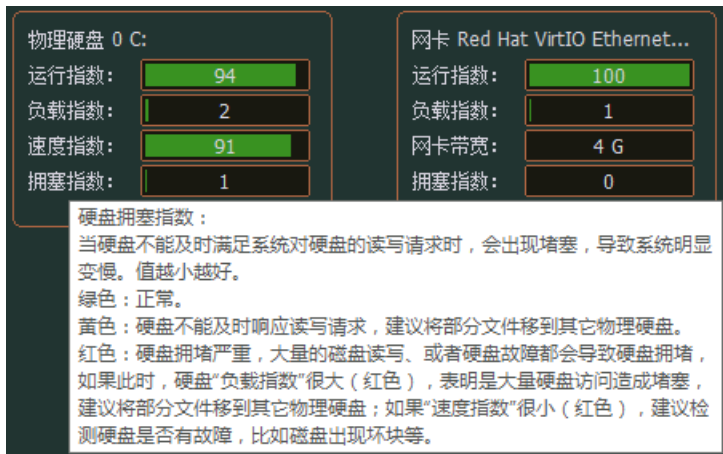 物理硬盘 0 C:
运行指数: 94
负载指数: 2
速度指数: 91
拥塞指数: 1
网卡 Red Hat VirtIO Ethernet...
运行指数: 100
负载指数: 1
网卡带宽: 4 G
拥塞指数: 0
硬盘拥塞指数：
当硬盘不能及时满足系统对硬盘的读写请求时，会出现堵塞，导致系统明显
变慢。值越小越好。
绿色：正常。
黄色：硬盘不能及时响应读写请求，建议将部分文件移到其它物理硬盘。
红色：硬盘拥堵严重，大量的磁盘读写、或者硬盘故障都会导致硬盘拥堵，
如果此时，硬盘“负载指数”很大（红色），表明是大量硬盘访问造成堵塞，
建议将部分文件移到其它物理硬盘；如果“速度指数”很小（红色），建议检
测硬盘是否有故障，比如磁盘出现坏块等。